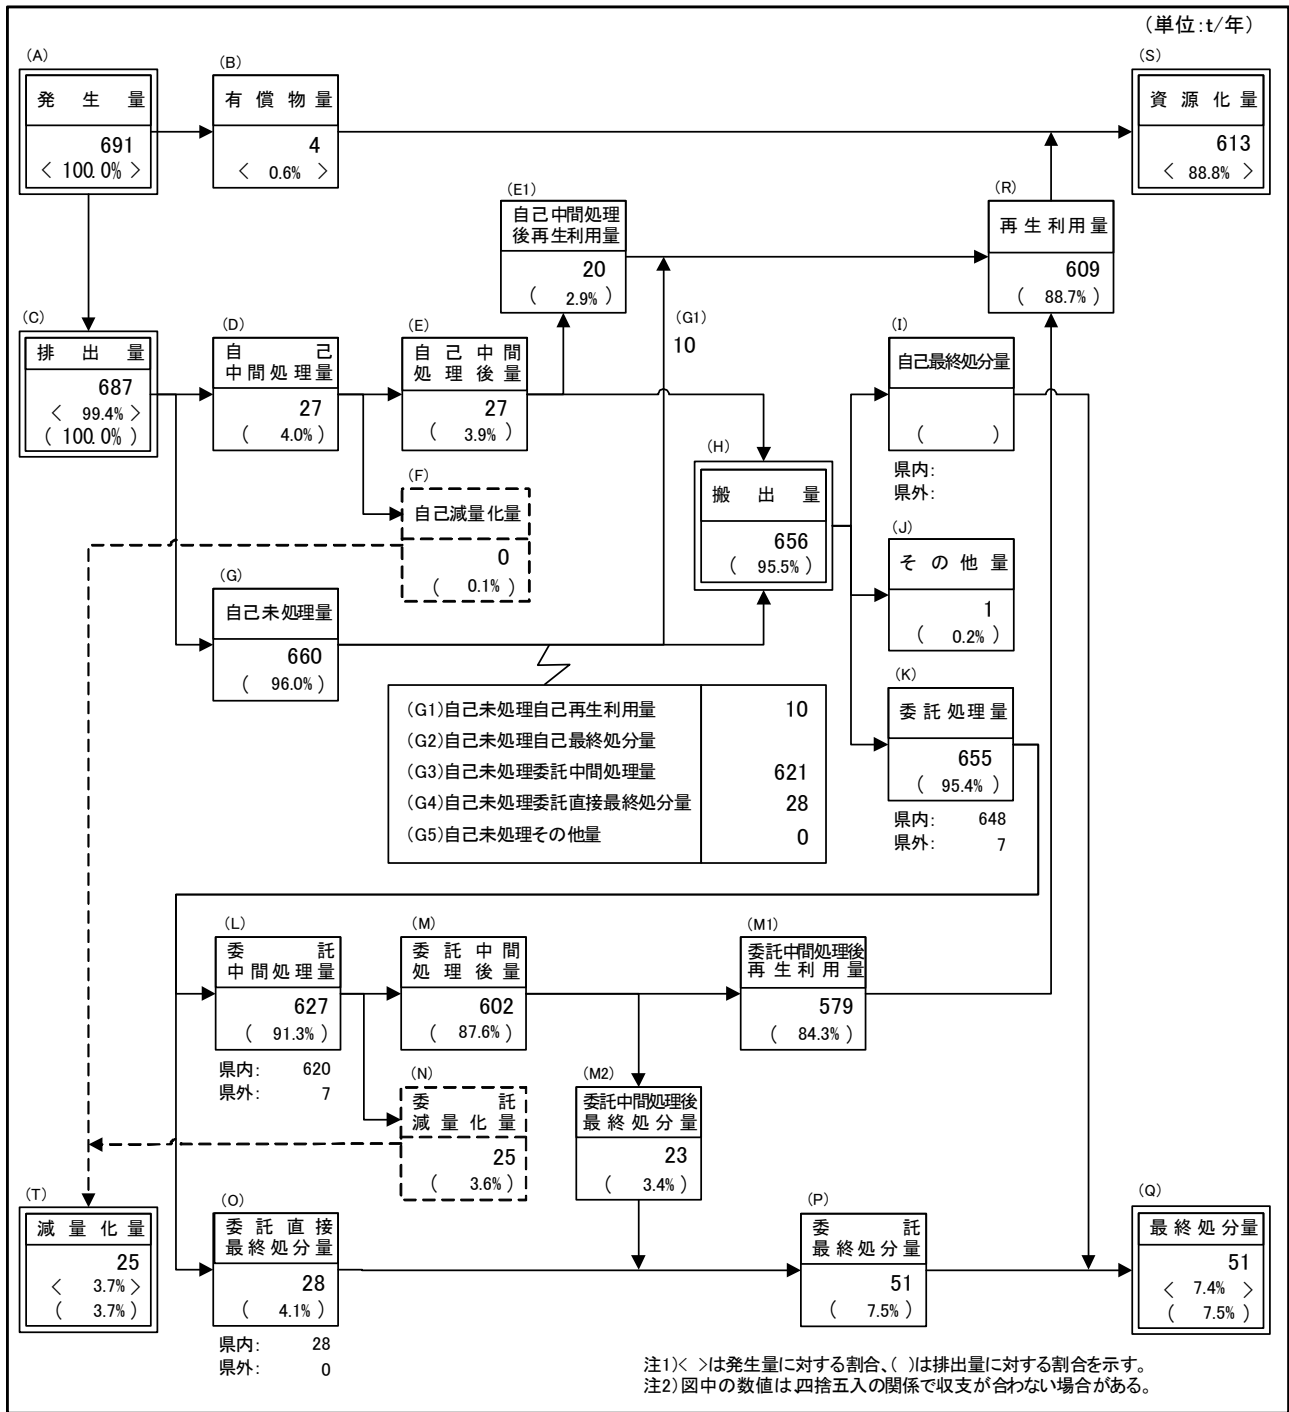 (単位:t/年)
(A)
発生量
691
< 100.0% >
(B)
有償物量
4
< 0.6% >
(S)
資源化量
613
< 88.8% >
(E1)
自己中間処理
後再生利用量
20
( 2.9% )
(R)
再生利用量
609
( 88.7% )
(C)
排出量
687
< 99.4% >
( 100.0% )
(D)
自己
中間処理量
27
( 4.0% )
(E)
自己中間
処理後量
27
( 3.9% )
(G1)
10
(I)
自己最終処分量
( )
県内:
県外:
(F)
自己減量化量
0
( 0.1% )
(H)
搬出量
656
( 95.5% )
(J)
その他量
1
( 0.2% )
(G)
自己未処理量
660
( 96.0% )
(K)
委託処理量
655
( 95.4% )
県内: 648
県外: 7
(G1)自己未処理自己再生利用量 10
(G2)自己未処理自己最終処分量
(G3)自己未処理委託中間処理量 621
(G4)自己未処理委託直接最終処分量 28
(G5)自己未処理その他量 0
(L)
委託
中間処理量
627
( 91.3% )
県内: 620
県外: 7
(M)
委託中間
処理後量
602
( 87.6% )
(M1)
委託中間処理後
再生利用量
579
( 84.3% )
(N)
委託
減量化量
25
( 3.6% )
(M2)
委託中間処理後
最終処分量
23
( 3.4% )
(T)
減量化量
25
< 3.7% >
( 3.7% )
(O)
委託直接
最終処分量
28
( 4.1% )
県内: 28
県外: 0
(P)
委託
最終処分量
51
( 7.5% )
(Q)
最終処分量
51
< 7.4% >
( 7.5% )
注1)< >は発生量に対する割合、( )は排出量に対する割合を示す。
注2)図中の数値は、四捨五入の関係で収支が合わない場合がある。